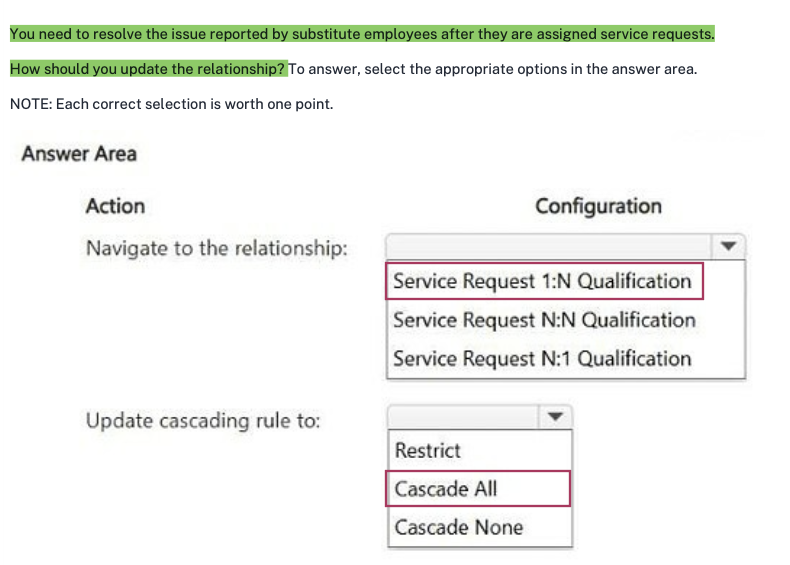 You need to resolve the issue reported by substitute employees after they are assigned service requests.
How should you update the relationship? To answer, select the appropriate options in the answer area.
NOTE: Each correct selection is worth one point.
Answer Area
Action Configuration
Navigate to the relationship:
Service Request 1:N Qualification
Service Request N:N Qualification
Service Request N:1 Qualification
Update cascading rule to:
Restrict
Cascade All
Cascade None